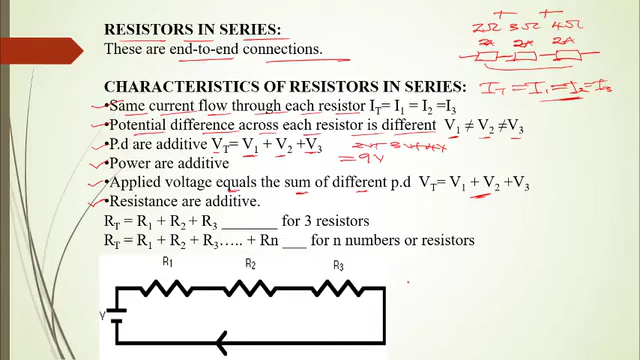 RESISTORS IN SERIES:
These are end-to-end connections.
2Ω 3Ω 4Ω
2A 2A 2A
I_T = I_1 = I_2 = I_3
CHARACTERISTICS OF RESISTORS IN SERIES:
•Same current flow through each resistor I_T= I_1 = I_2 =I_3
•Potential difference across each resistor is different V_1 ≠ V_2 ≠V_3
•P.d are additive V_T= V_1 + V_2 +V_3
= 9V
•Power are additive
•Applied voltage equals the sum of different p.d V_T= V_1 + V_2 +V_3
•Resistance are additive.
R_T = R_1 + R_2 + R_3 _______ for 3 resistors
R_T = R_1 + R_2 + R_3….. + Rn ___ for n numbers or resistors
R1 R2 R3
V